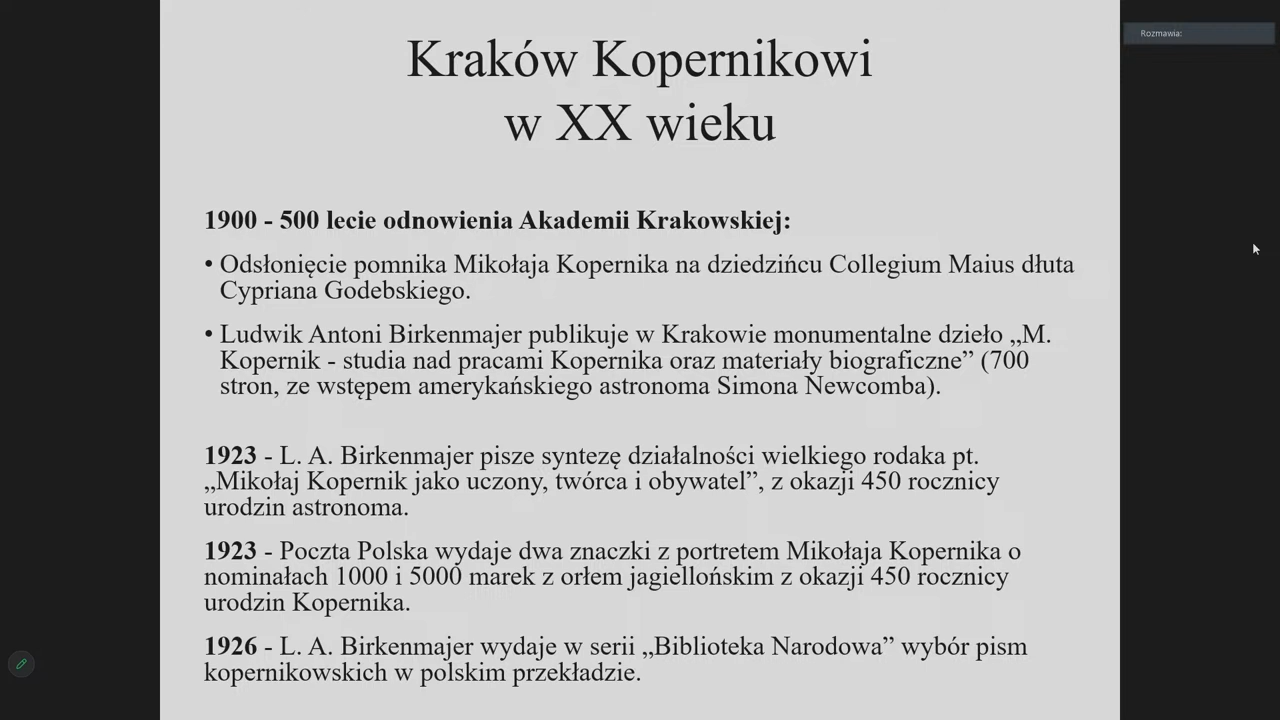 Kraków Kopernikowi
w XX wieku
Rozmawia:
1900 - 500 lecie odnowienia Akademii Krakowskiej:
• Odsłonięcie pomnika Mikołaja Kopernika na dziedzińcu Collegium Maius dłuta
Cypriana Godebskiego.
• Ludwik Antoni Birkenmajer publikuje w Krakowie monumentalne dzieło „M.
Kopernik - studia nad pracami Kopernika oraz materiały biograficzne” (700
stron, ze wstępem amerykańskiego astronoma Simona Newcomba).
1923 - L. A. Birkenmajer pisze syntezę działalności wielkiego rodaka pt.
„Mikołaj Kopernik jako uczony, twórca i obywatel”, z okazji 450 rocznicy
urodzin astronoma.
1923 - Poczta Polska wydaje dwa znaczki z portretem Mikołaja Kopernika o
nominałach 1000 i 5000 marek z orłem jagiellońskim z okazji 450 rocznicy
urodzin Kopernika.
1926 - L. A. Birkenmajer wydaje w serii „Biblioteka Narodowa” wybór pism
kopernikowskich w polskim przekładzie.